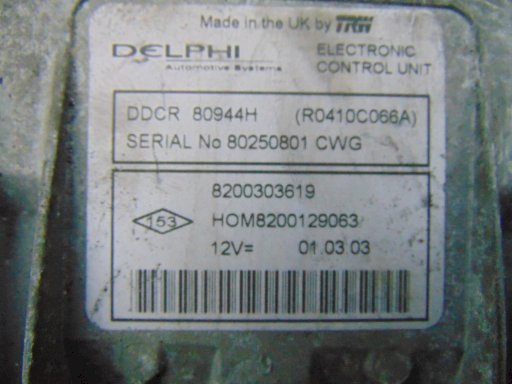 Made in the UK by TRW
DELPHI
Automotive Systems
ELECTRONIC
CONTROL UNIT
DDCR 80944H (R0410C066A)
SERIAL No 80250801 CWG
8200303619
153 HOM8200129063
12V= 01.03.03